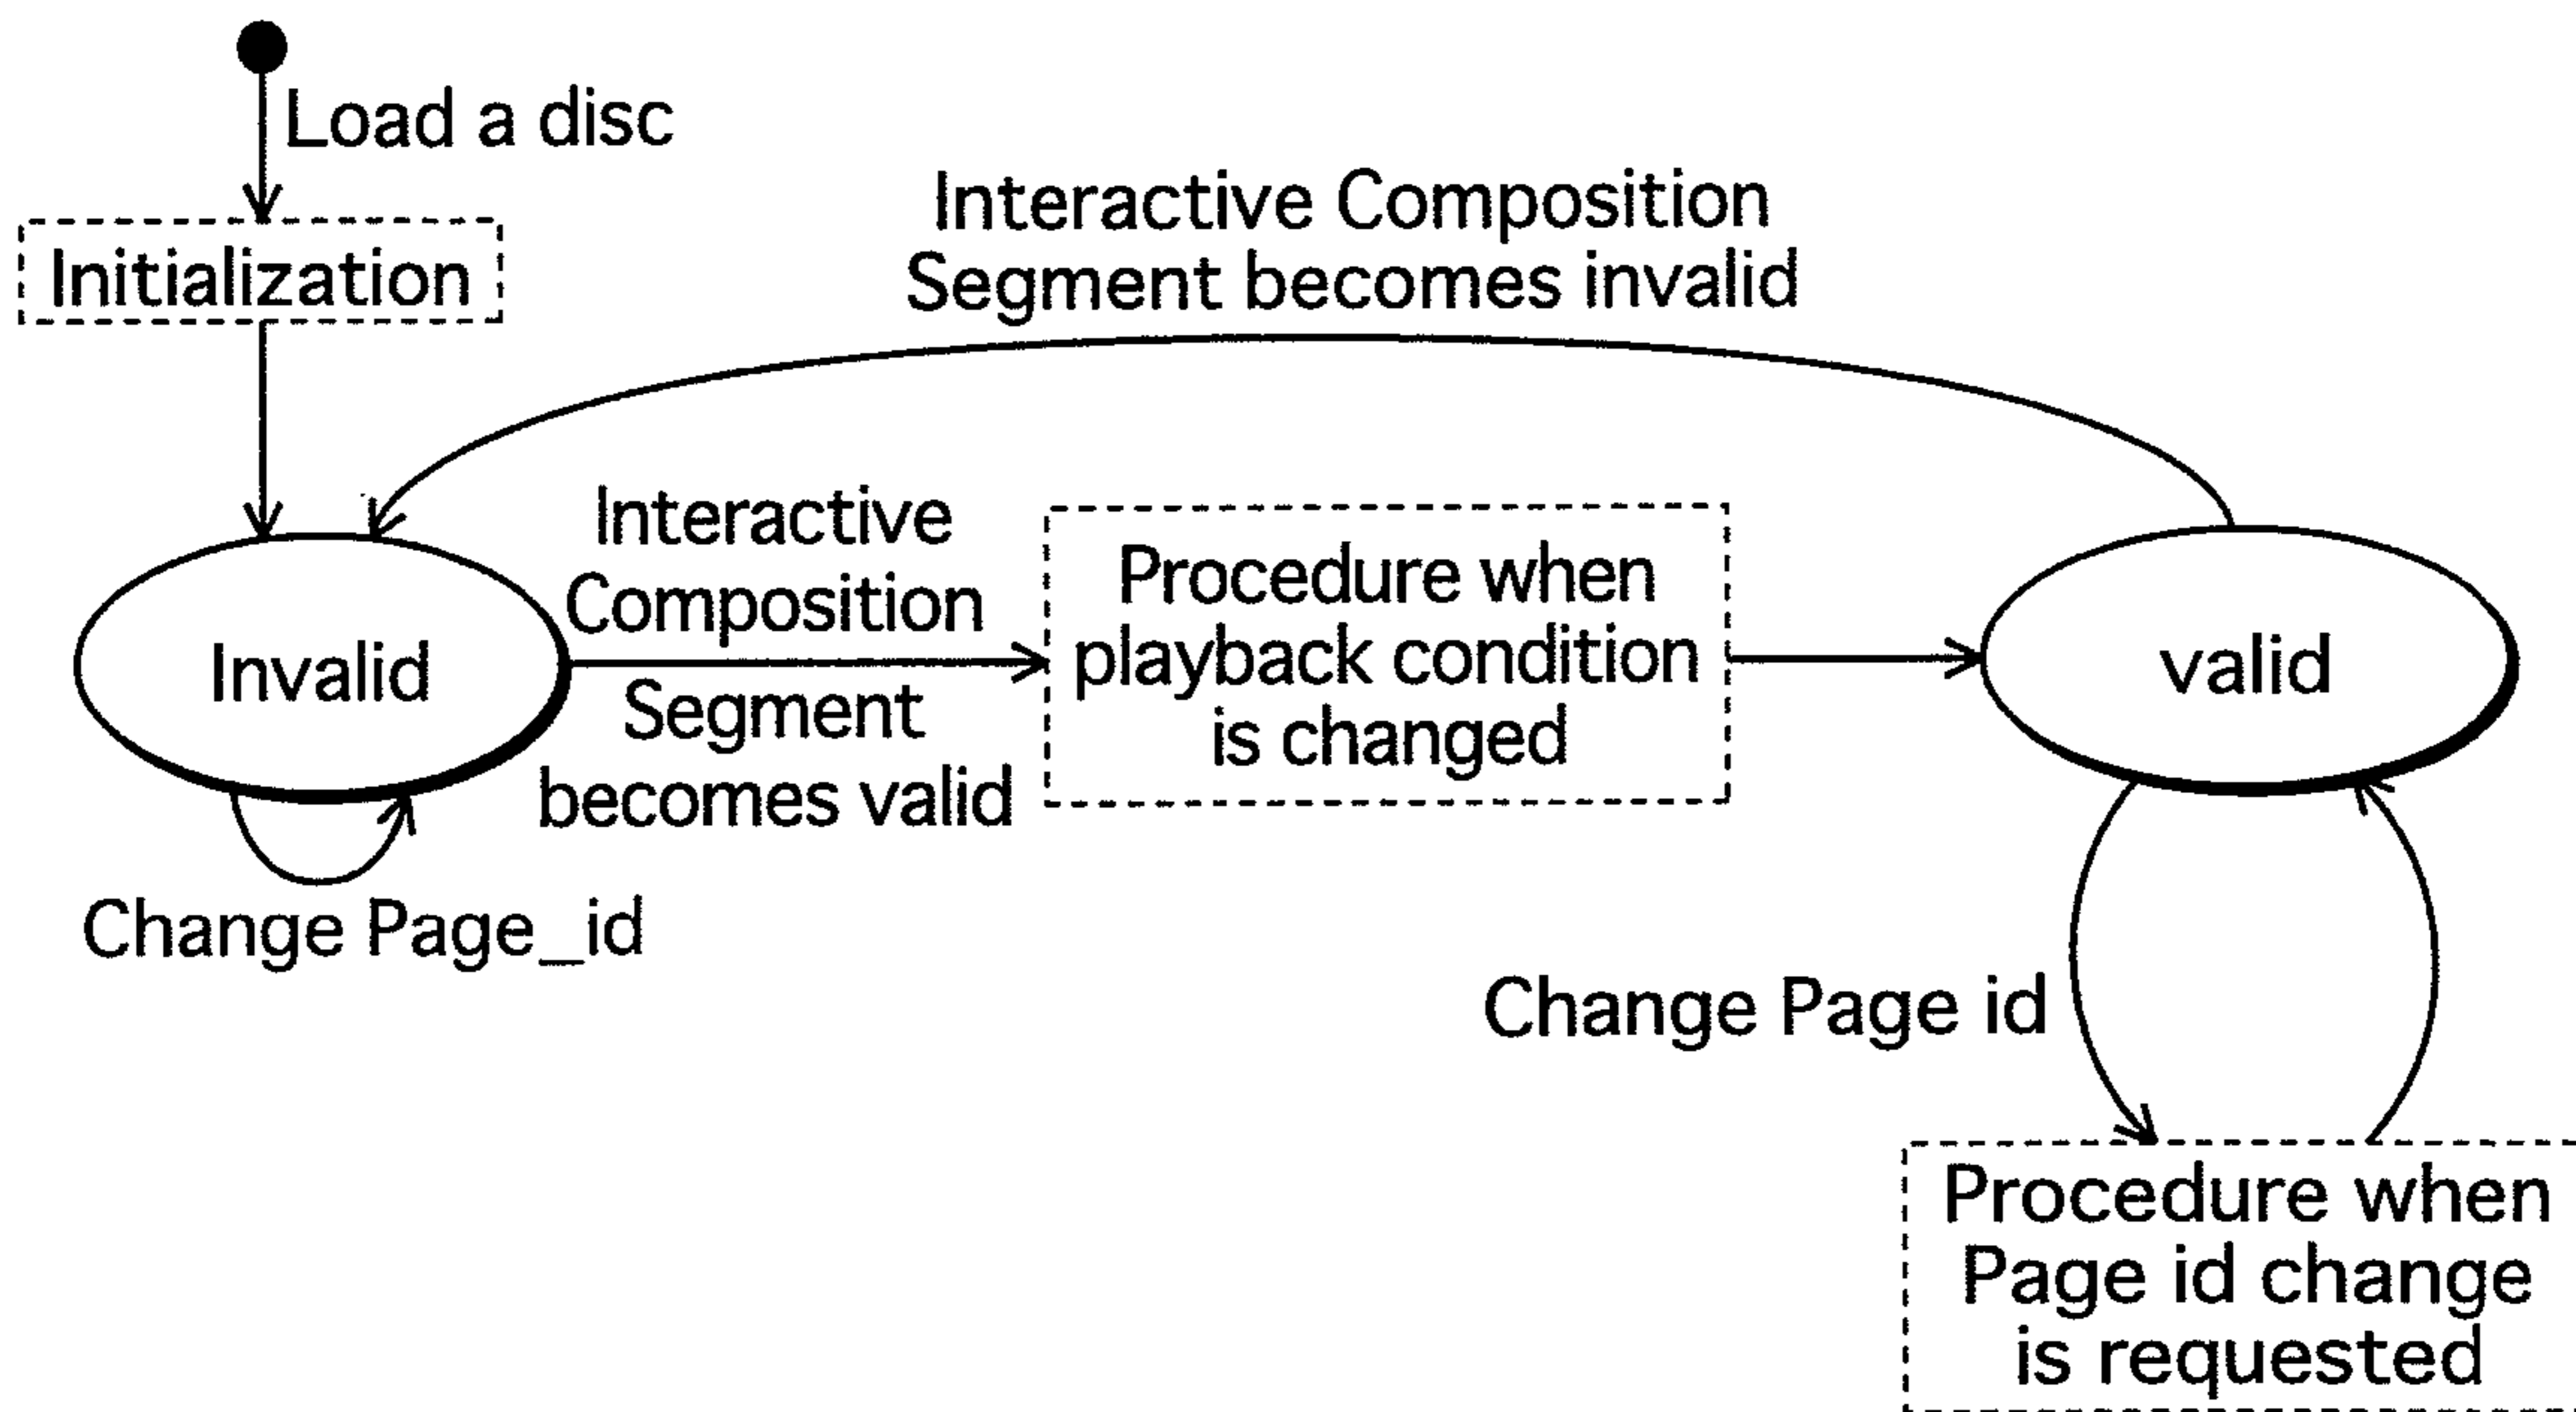 Load a disc
Initialization
Interactive Composition
Segment becomes invalid
Interactive
Composition
Segment
becomes valid
Invalid
Procedure when
playback condition
is changed
valid
Change Page_id
Change Page id
Procedure when
Page id change
is requested